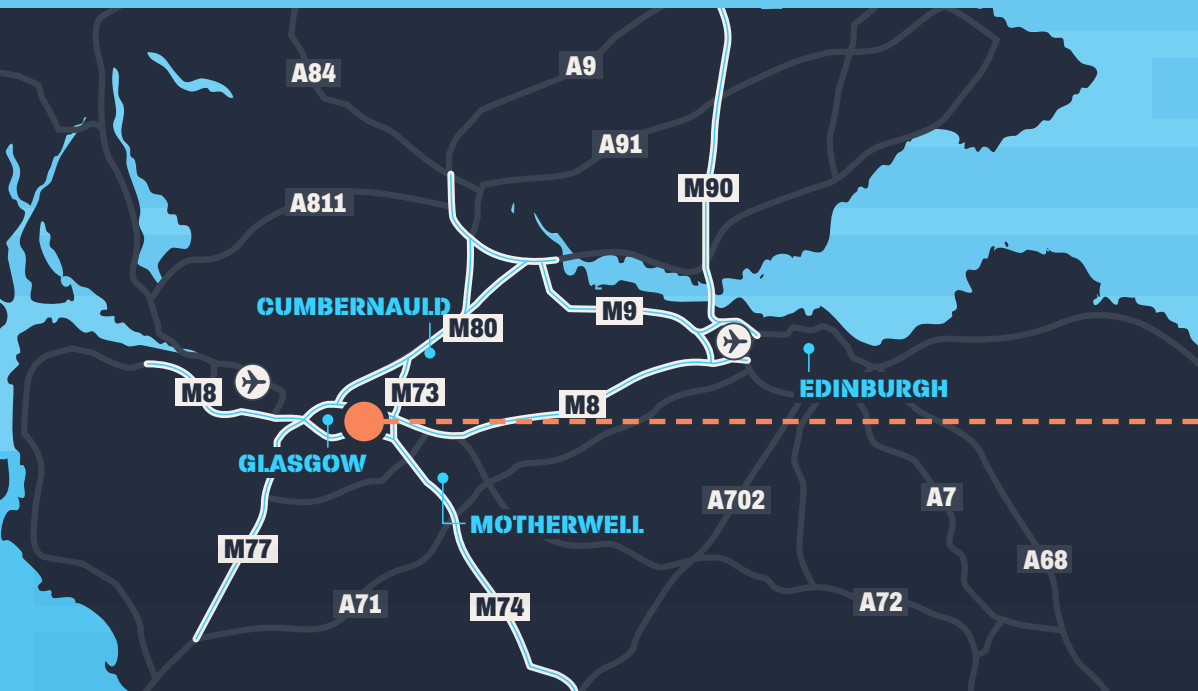 A84
A9
A91
M90
A811
CUMBERNAULD
M80
M9
M8
M73
M8
EDINBURGH
GLASGOW
A702
A7
MOTHERWELL
M77
A68
A71
M74
A72